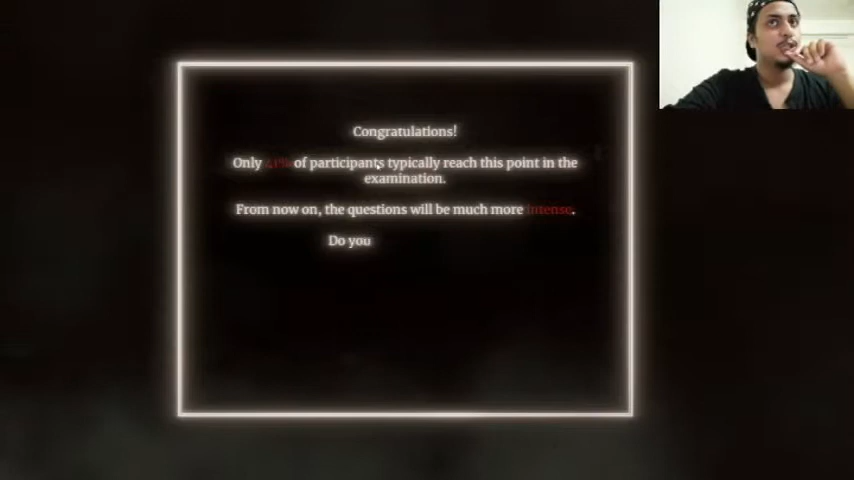 Congratulations!
Only 21% of participants typically reach this point in the
examination.
From now on, the questions will be much more intense.
Do you